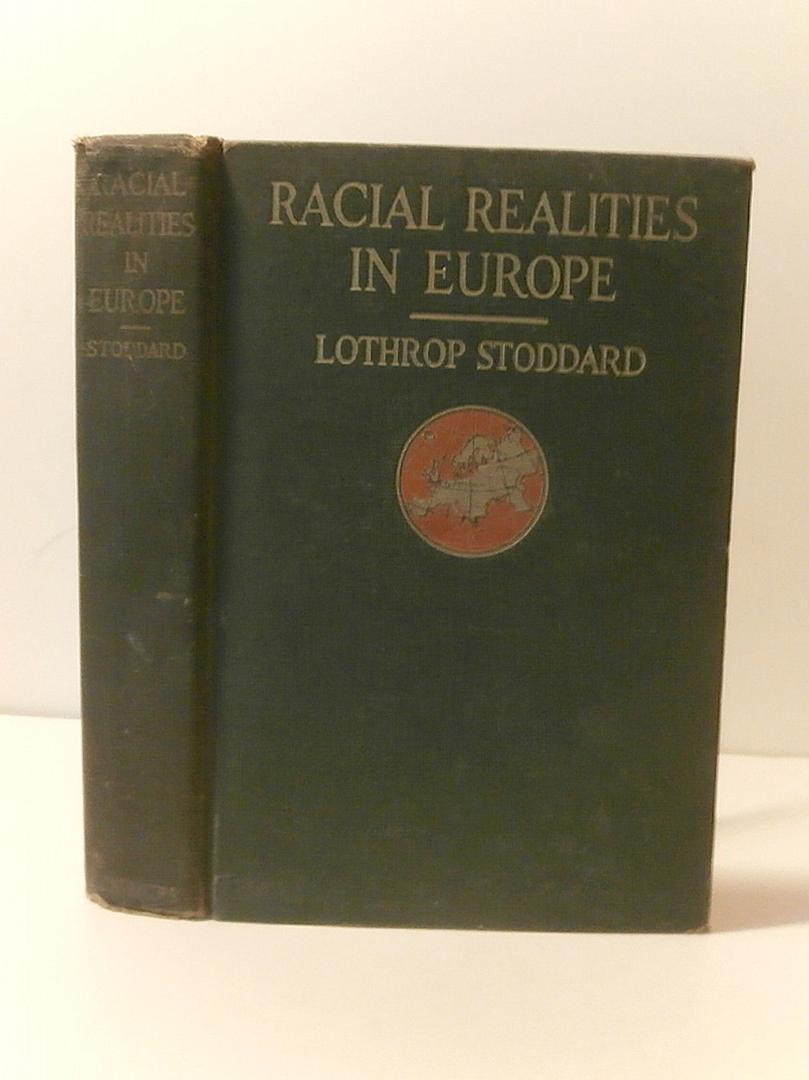 RACIAL
REALITIES
IN
EUROPE
STODDARD
RACIAL REALITIES
IN EUROPE
LOTHROP STODDARD